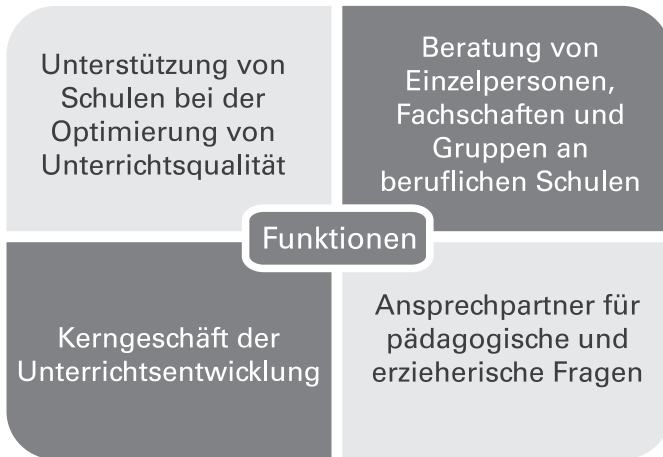 Unterstützung von
Schulen bei der
Optimierung von
Unterrichtsqualität
Beratung von
Einzelpersonen,
Fachschaften und
Gruppen an
beruflichen Schulen
Funktionen
Kerngeschäft der
Unterrichtsentwicklung
Ansprechpartner für
pädagogische und
erzieherische Fragen